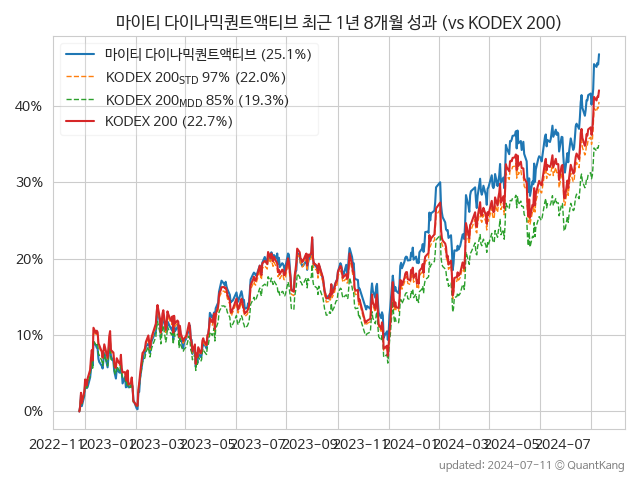 마이티 다이나믹퀀트액티브 최근 1년 8개월 성과 (vs KODEX 200)
마이티 다이나믹퀀트액티브 (25.1%)
KODEX 200STD 97% (22.0%)
KODEX 200MDD 85% (19.3%)
KODEX 200 (22.7%)
40%
30%
20%
10%
0%
2022-11 2023-01 2023-03 2023-05 2023-07 2023-09 2023-11 2024-01 2024-03 2024-05 2024-07
updated: 2024-07-11 © QuantKang